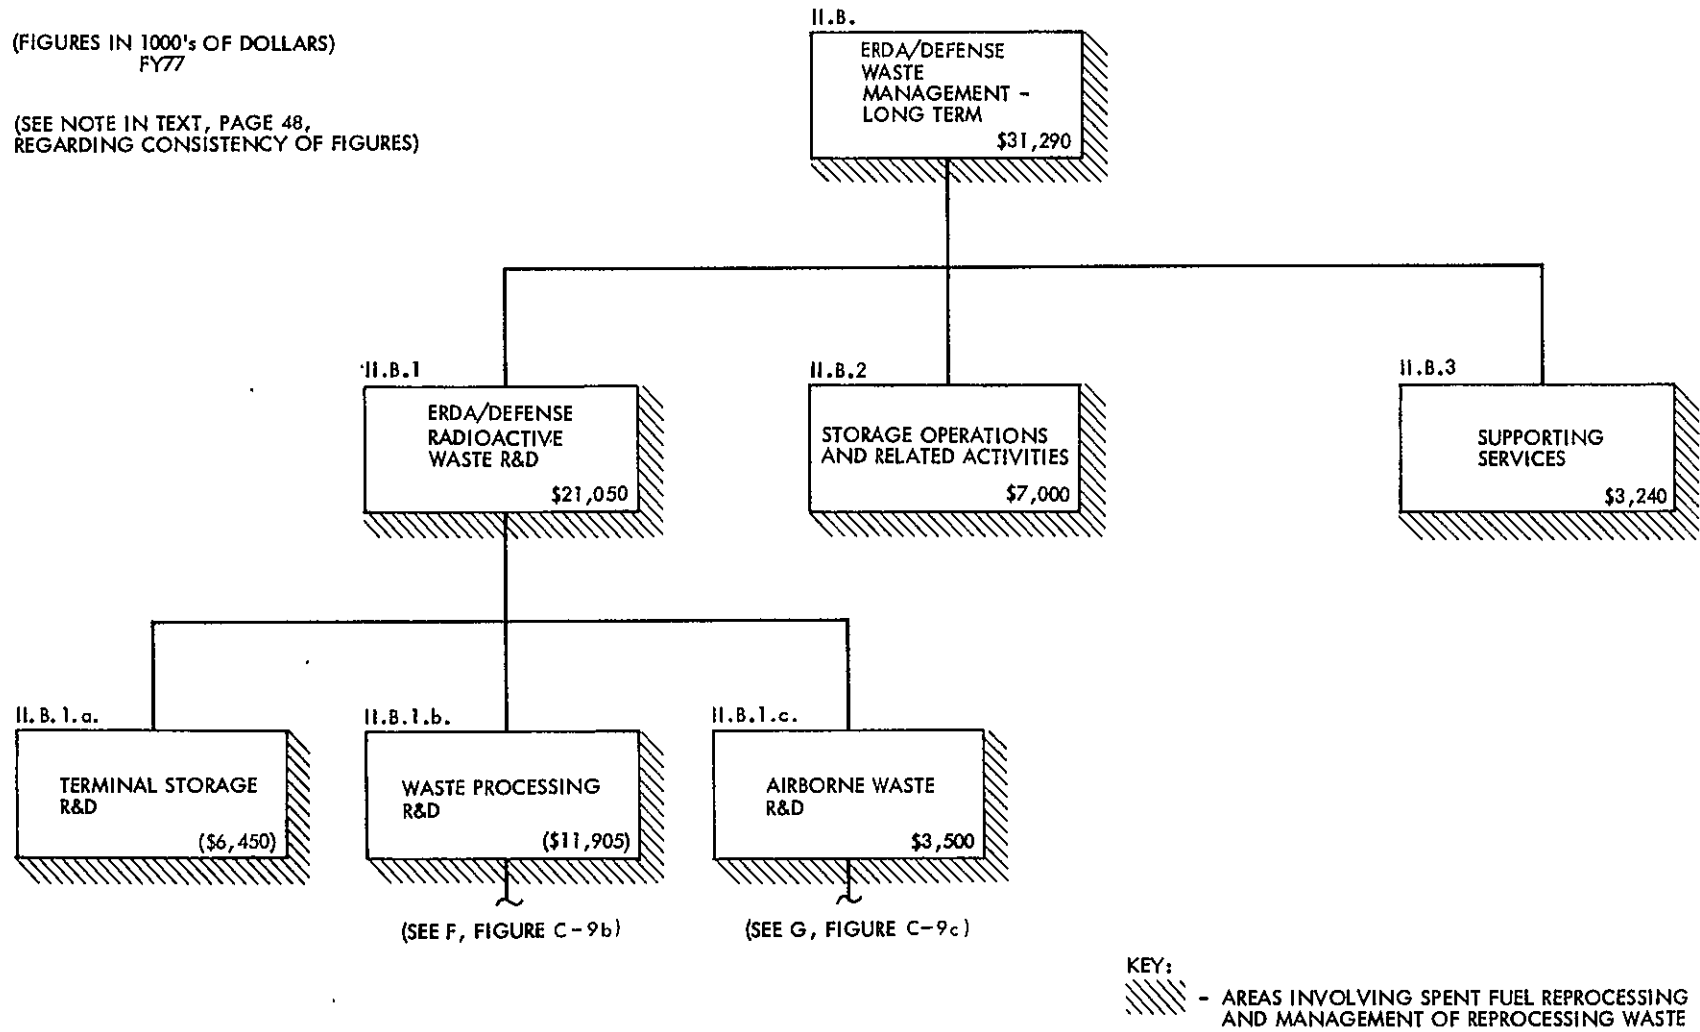 (FIGURES IN 1000's OF DOLLARS)
FY77
(SEE NOTE IN TEXT, PAGE 48,
REGARDING CONSISTENCY OF FIGURES)
II.B.
ERDA/DEFENSE
WASTE
MANAGEMENT -
LONG TERM
$31,290
II.B.1
ERDA/DEFENSE
RADIOACTIVE
WASTE R&D
$21,050
II.B.2
STORAGE OPERATIONS
AND RELATED ACTIVITIES
$7,000
II.B.3
SUPPORTING
SERVICES
$3,240
II.B.1.a.
TERMINAL STORAGE
R&D
($6,450)
II.B.1.b.
WASTE PROCESSING
R&D
($11,905)
(SEE F, FIGURE C-9b)
II.B.1.c.
AIRBORNE WASTE
R&D
$3,500
(SEE G, FIGURE C-9c)
KEY:
- AREAS INVOLVING SPENT FUEL REPROCESSING
AND MANAGEMENT OF REPROCESSING WASTE